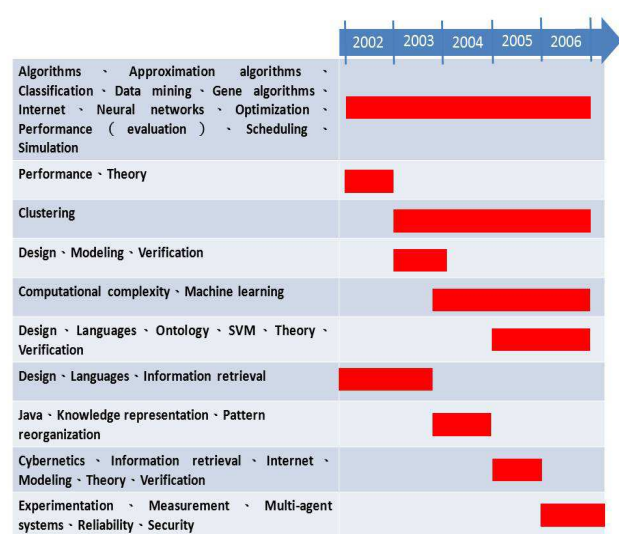 2002 2003 2004 2005 2006
Algorithms 、 Approximation algorithms 、
Classification、Data mining、Gene algorithms、
Internet 、 Neural networks 、 Optimization 、
Performance ( evaluation ) 、 Scheduling 、
Simulation
Performance、Theory
Clustering
Design、Modeling、Verification
Computational complexity、Machine learning
Design 、 Languages 、 Ontology 、 SVM 、 Theory 、
Verification
Design、Languages、Information retrieval
Java、Knowledge representation、Pattern
reorganization
Cybernetics 、 Information retrieval 、 Internet 、
Modeling、Theory、Verification
Experimentation 、 Measurement 、 Multi-agent
systems、Reliability、Security